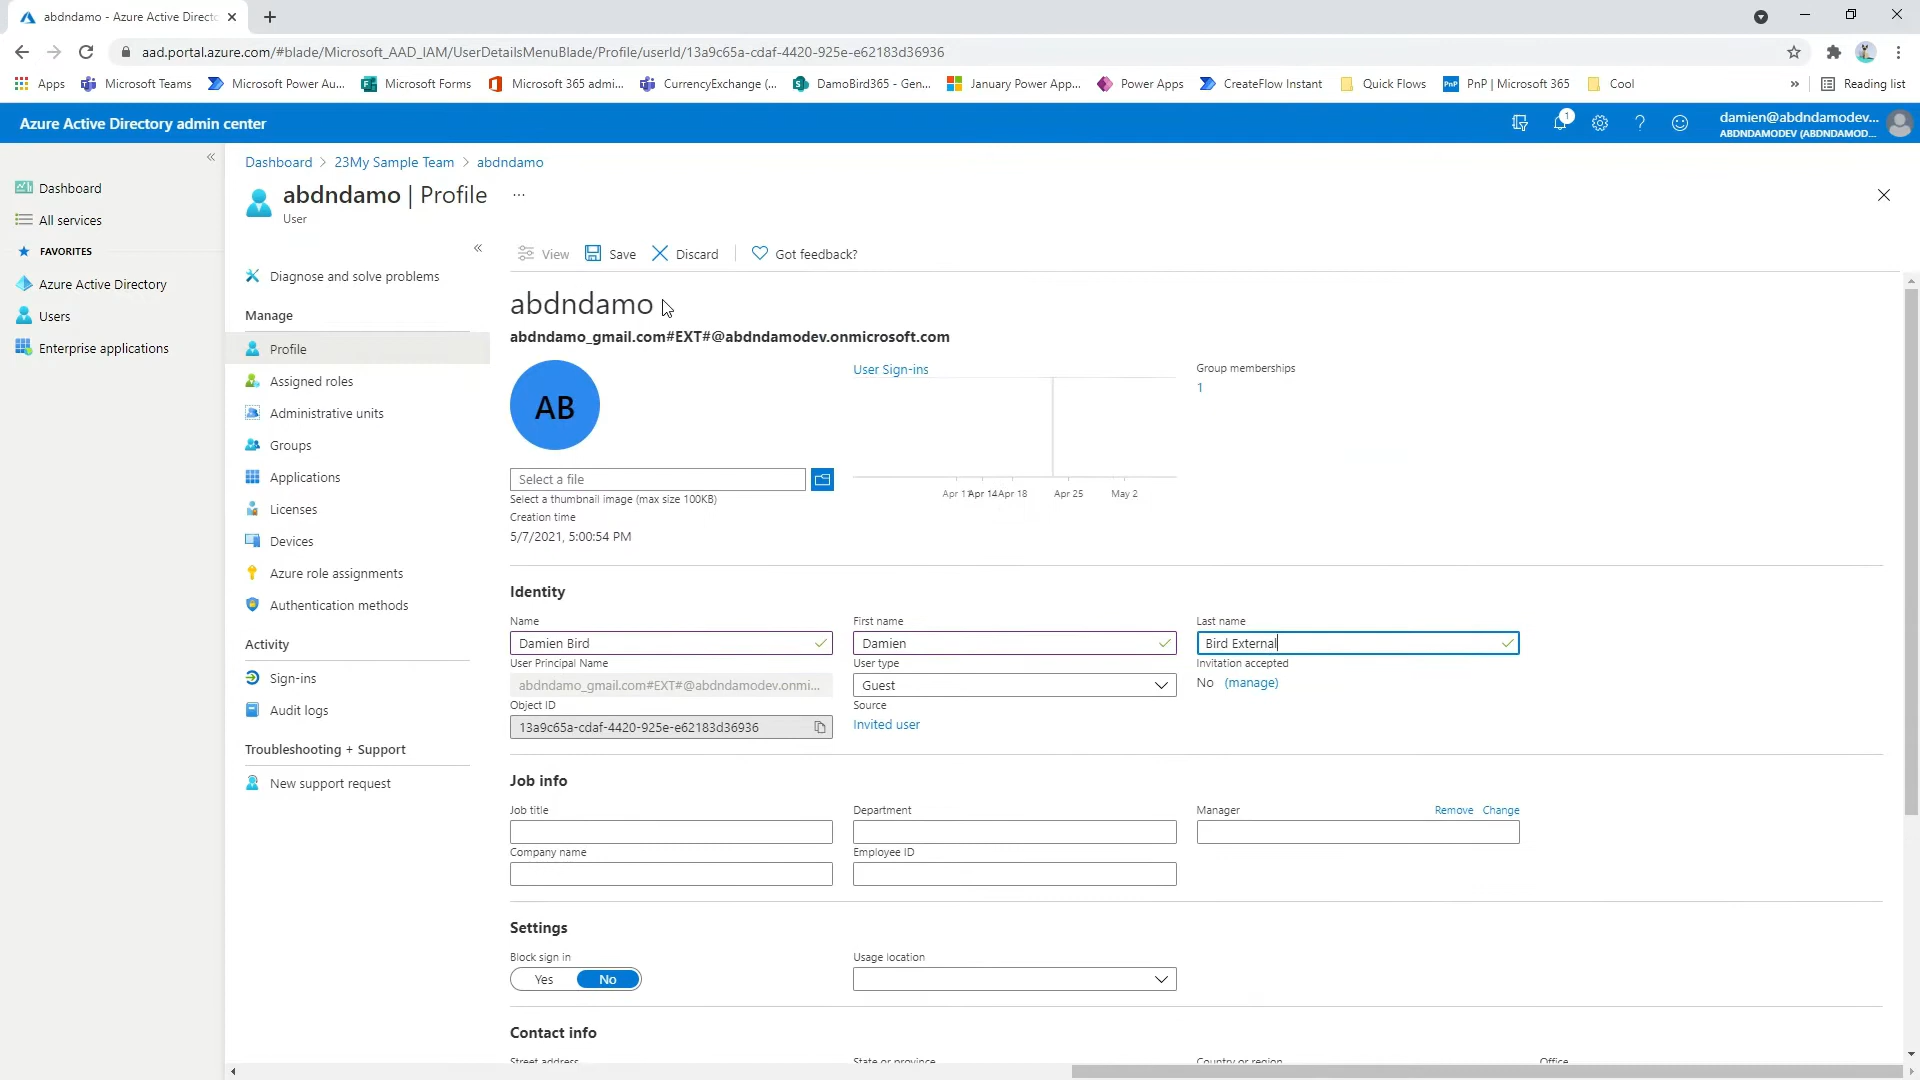 abdndamo - Azure Active Directo
aad.portal.azure.com/#blade/Microsoft_AAD_IAM/UserDetailsMenuBlade/Profile/userId/13a9c65a-cdaf-4420-925e-e62183d36936
Apps Microsoft Teams Microsoft Power Au... Microsoft Forms Microsoft 365 admi... CurrencyExchange (... DamoBird365 - Gen... January Power App... Power Apps CreateFlow Instant Quick Flows PnP | Microsoft 365 Cool » Reading list
Azure Active Directory admin center
1
damien@abdndamodev...
ABDNDAMODEV (ABDNDAMOD...
Dashboard
All services
FAVORITES
Azure Active Directory
Users
Enterprise applications
Dashboard > 23My Sample Team > abdndamo
abdndamo | Profile ...
User
Diagnose and solve problems
Manage
Profile
Assigned roles
Administrative units
Groups
Applications
Licenses
Devices
Azure role assignments
Authentication methods
Activity
Sign-ins
Audit logs
Troubleshooting + Support
New support request
View Save Discard Got feedback?
abdndamo
abdndamo_gmail.com#EXT#@abdndamodev.onmicrosoft.com
AB
User Sign-ins
Group memberships
1
Apr 14 Apr 18 Apr 25 May 2
Select a file
Select a thumbnail image (max size 100KB)
Creation time
5/7/2021, 5:00:54 PM
Identity
Name First name Last name
Damien Bird Damien Bird External
User Principal Name User type Invitation accepted
abdndamo_gmail.com#EXT#@abdndamodev.onmi... Guest No (manage)
Object ID Source
13a9c65a-cdaf-4420-925e-e62183d36936 Invited user
Job info
Job title Department Manager Remove Change
Company name Employee ID
Settings
Block sign in Usage location
Yes No
Contact info
Street address State or province Country or region Office